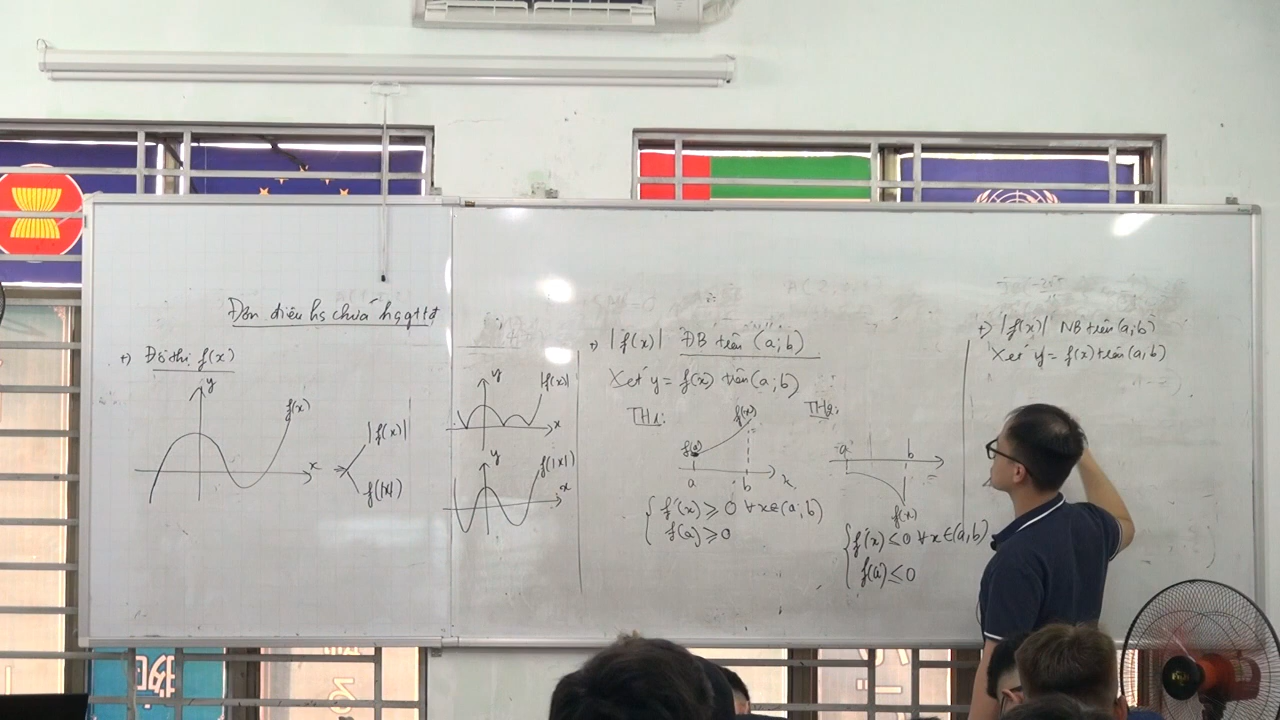 Đơn điệu hs chứa hsgttđ
+) Đồ thị f(x)
y
f(x)
x
|f(x)|
f(|x|)
y
|f(x)|
x
y
f(|x|)
x
+) |f(x)| ĐB trên (a;b)
Xét y = f(x) trên (a;b)
TH1:
f(x)
f(a)
a
b
x
{ f'(x) ≥ 0 ∀x∈(a;b)
f(a) ≥ 0
TH2:
a
b
f(x)
{ f'(x) ≤ 0 ∀x∈(a,b)
f(a) ≤ 0
+) |f(x)| NB trên (a;b)
Xét y = f(x) trên (a,b)